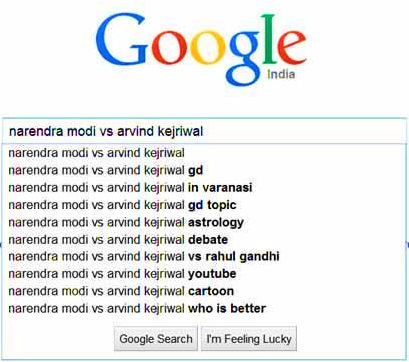 Google
India
narendra modi vs arvind kejriwal
narendra modi vs arvind kejriwal
narendra modi vs arvind kejriwal gd
narendra modi vs arvind kejriwal in varanasi
narendra modi vs arvind kejriwal gd topic
narendra modi vs arvind kejriwal astrology
narendra modi vs arvind kejriwal debate
narendra modi vs arvind kejriwal vs rahul gandhi
narendra modi vs arvind kejriwal youtube
narendra modi vs arvind kejriwal cartoon
narendra modi vs arvind kejriwal who is better
Google Search I'm Feeling Lucky